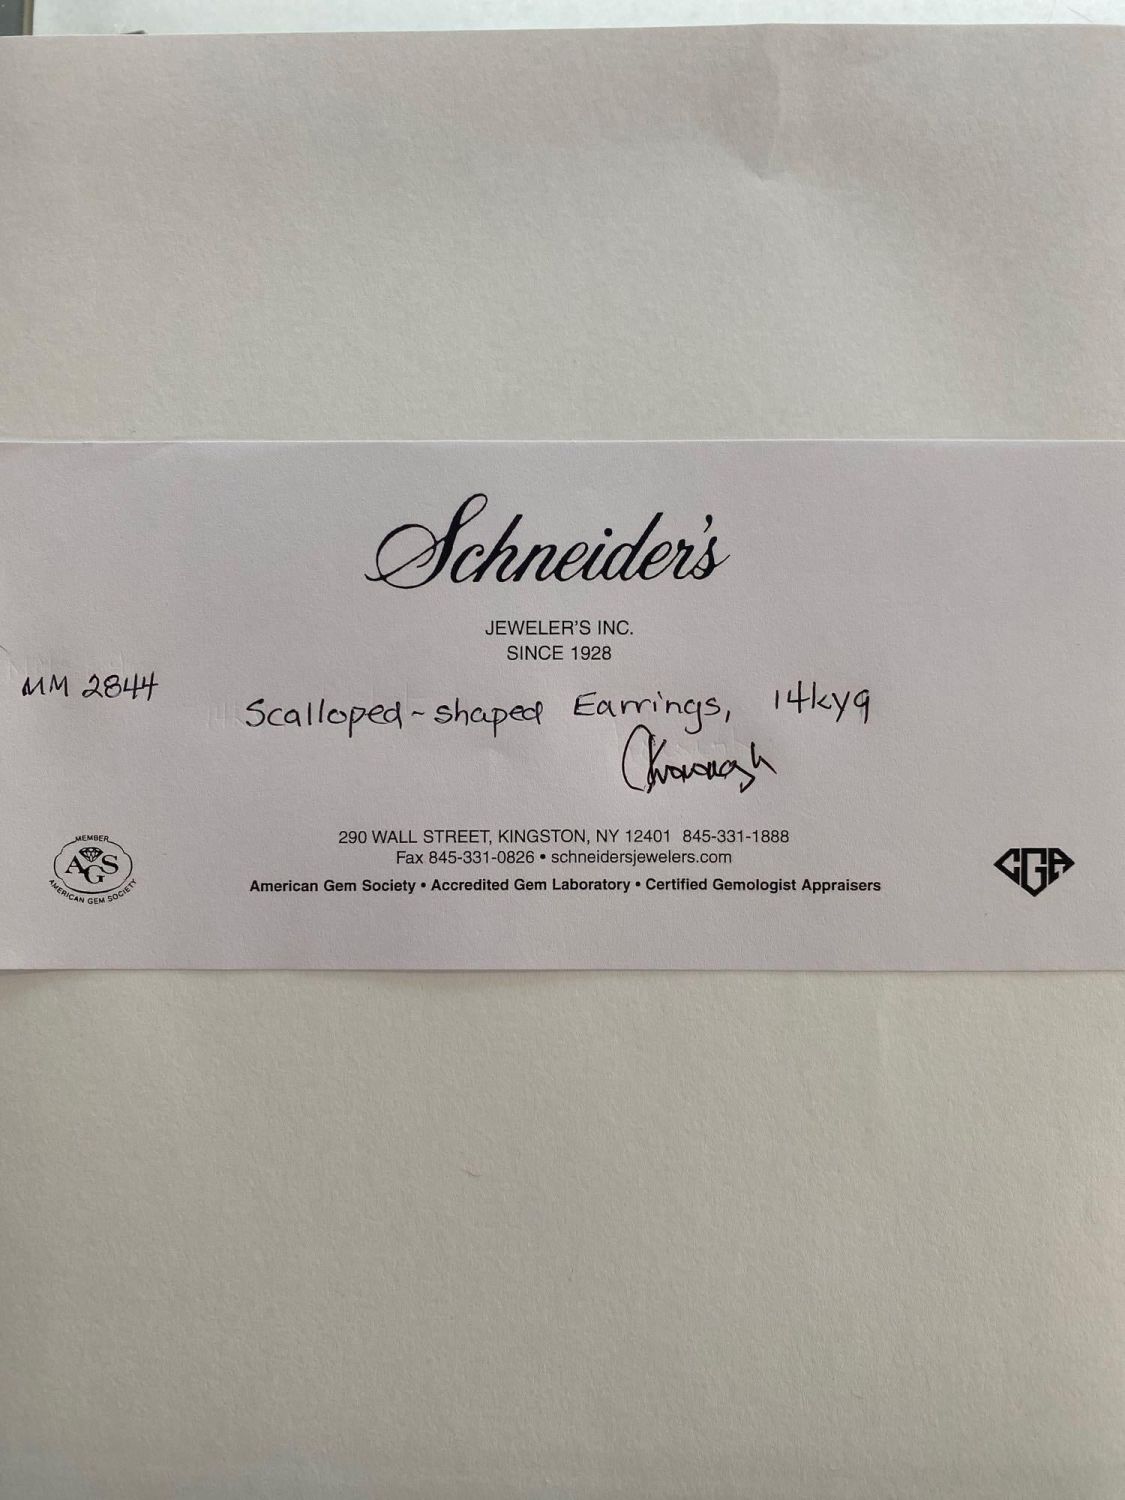 Schneider's
JEWELER'S INC.
SINCE 1928
MM 2844
Scalloped-shaped Earrings, 14kyg
290 WALL STREET, KINGSTON, NY 12401 845-331-1888
Fax 845-331-0826 • schneidersjewelers.com
American Gem Society • Accredited Gem Laboratory • Certified Gemologist Appraisers
MEMBER
AGS
AMERICAN GEM SOCIETY
CGA